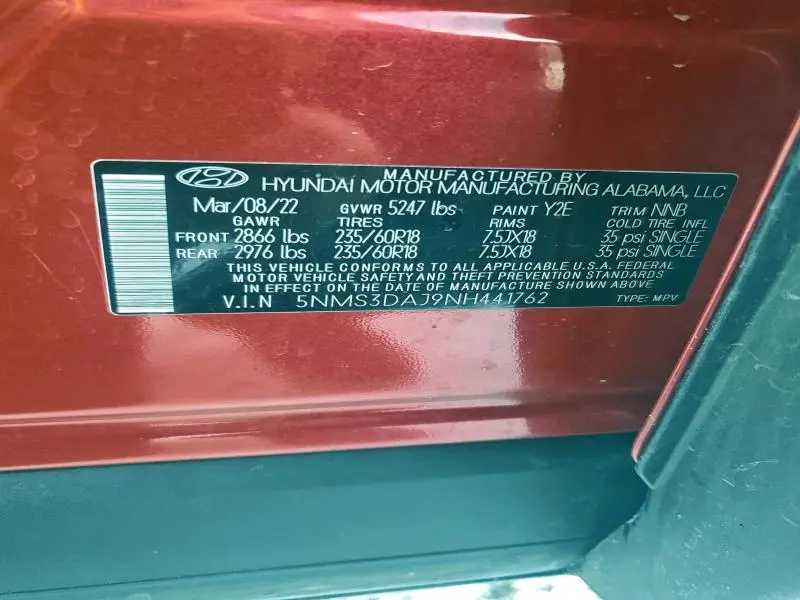 MANUFACTURED BY
HYUNDAI MOTOR MANUFACTURING ALABAMA, LLC
Mar/08/22 GVWR 5247 lbs PAINT Y2E TRIM NNB
GAWR TIRES RIMS COLD TIRE INFL
FRONT 2866 lbs 235/60R18 7.5JX18 35 psi SINGLE
REAR 2976 lbs 235/60R18 7.5JX18 35 psi SINGLE
THIS VEHICLE CONFORMS TO ALL APPLICABLE U.S.A. FEDERAL
MOTOR VEHICLE SAFETY AND THEFT PREVENTION STANDARDS
IN EFFECT ON THE DATE OF MANUFACTURE SHOWN ABOVE
V.I.N 5NMS3DAJ9NH441762 TYPE: MPV